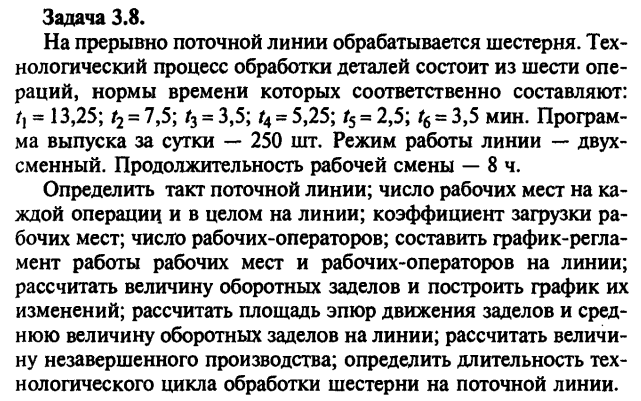 Задача 3.8.
На прерывно поточной линии обрабатывается шестерня. Тех-
нологический процесс обработки деталей состоит из шести опе-
раций, нормы времени которых соответственно составляют:
t1 = 13,25; t2 = 7,5; t3 = 3,5; t4 = 5,25; t5 = 2,5; t6 = 3,5 мин. Програм-
ма выпуска за сутки — 250 шт. Режим работы линии — двух-
сменный. Продолжительность рабочей смены — 8 ч.
Определить такт поточной линии; число рабочих мест на ка-
ждой операции и в целом на линии; коэффициент загрузки ра-
бочих мест; число рабочих-операторов; составить график-регла-
мент работы рабочих мест и рабочих-операторов на линии;
рассчитать величину оборотных заделов и построить график их
изменений; рассчитать площадь эпюр движения заделов и сред-
нюю величину оборотных заделов на линии; рассчитать величи-
ну незавершенного производства; определить длительность тех-
нологического цикла обработки шестерни на поточной линии.